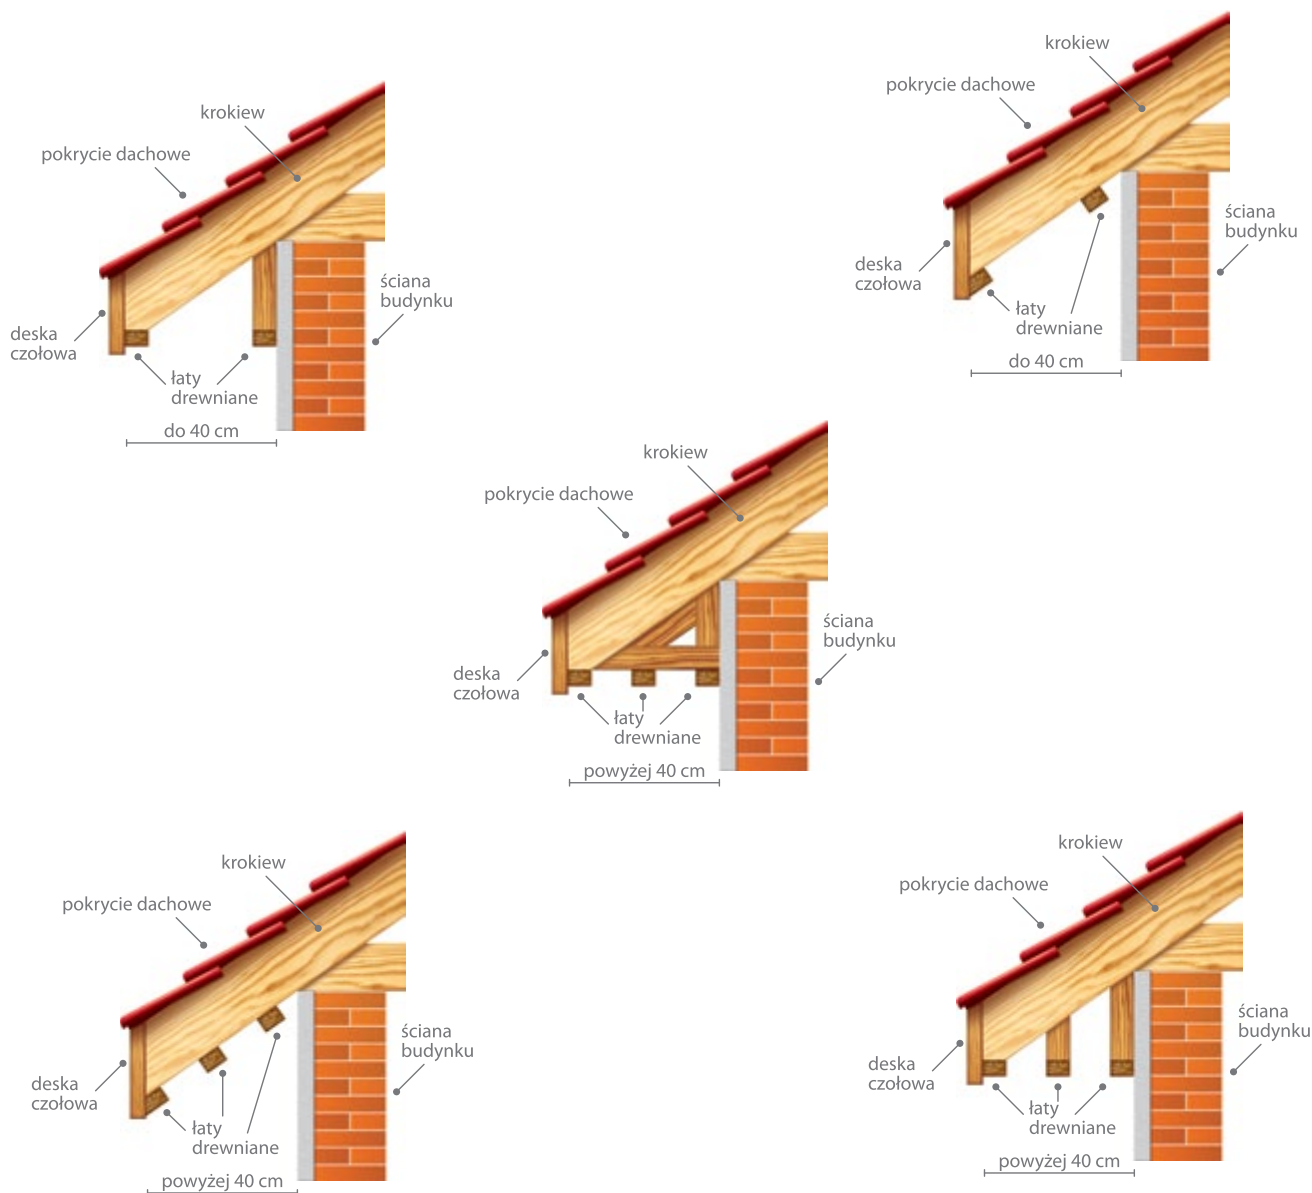 krokiew
pokrycie dachowe
ściana
budynku
deska
czołowa
łaty
drewniane
do 40 cm
krokiew
pokrycie dachowe
ściana
budynku
deska
czołowa
łaty
drewniane
do 40 cm
krokiew
pokrycie dachowe
ściana
budynku
deska
czołowa
łaty
drewniane
powyżej 40 cm
krokiew
pokrycie dachowe
ściana
budynku
deska
czołowa
łaty
drewniane
powyżej 40 cm
krokiew
pokrycie dachowe
ściana
budynku
deska
czołowa
łaty
drewniane
powyżej 40 cm